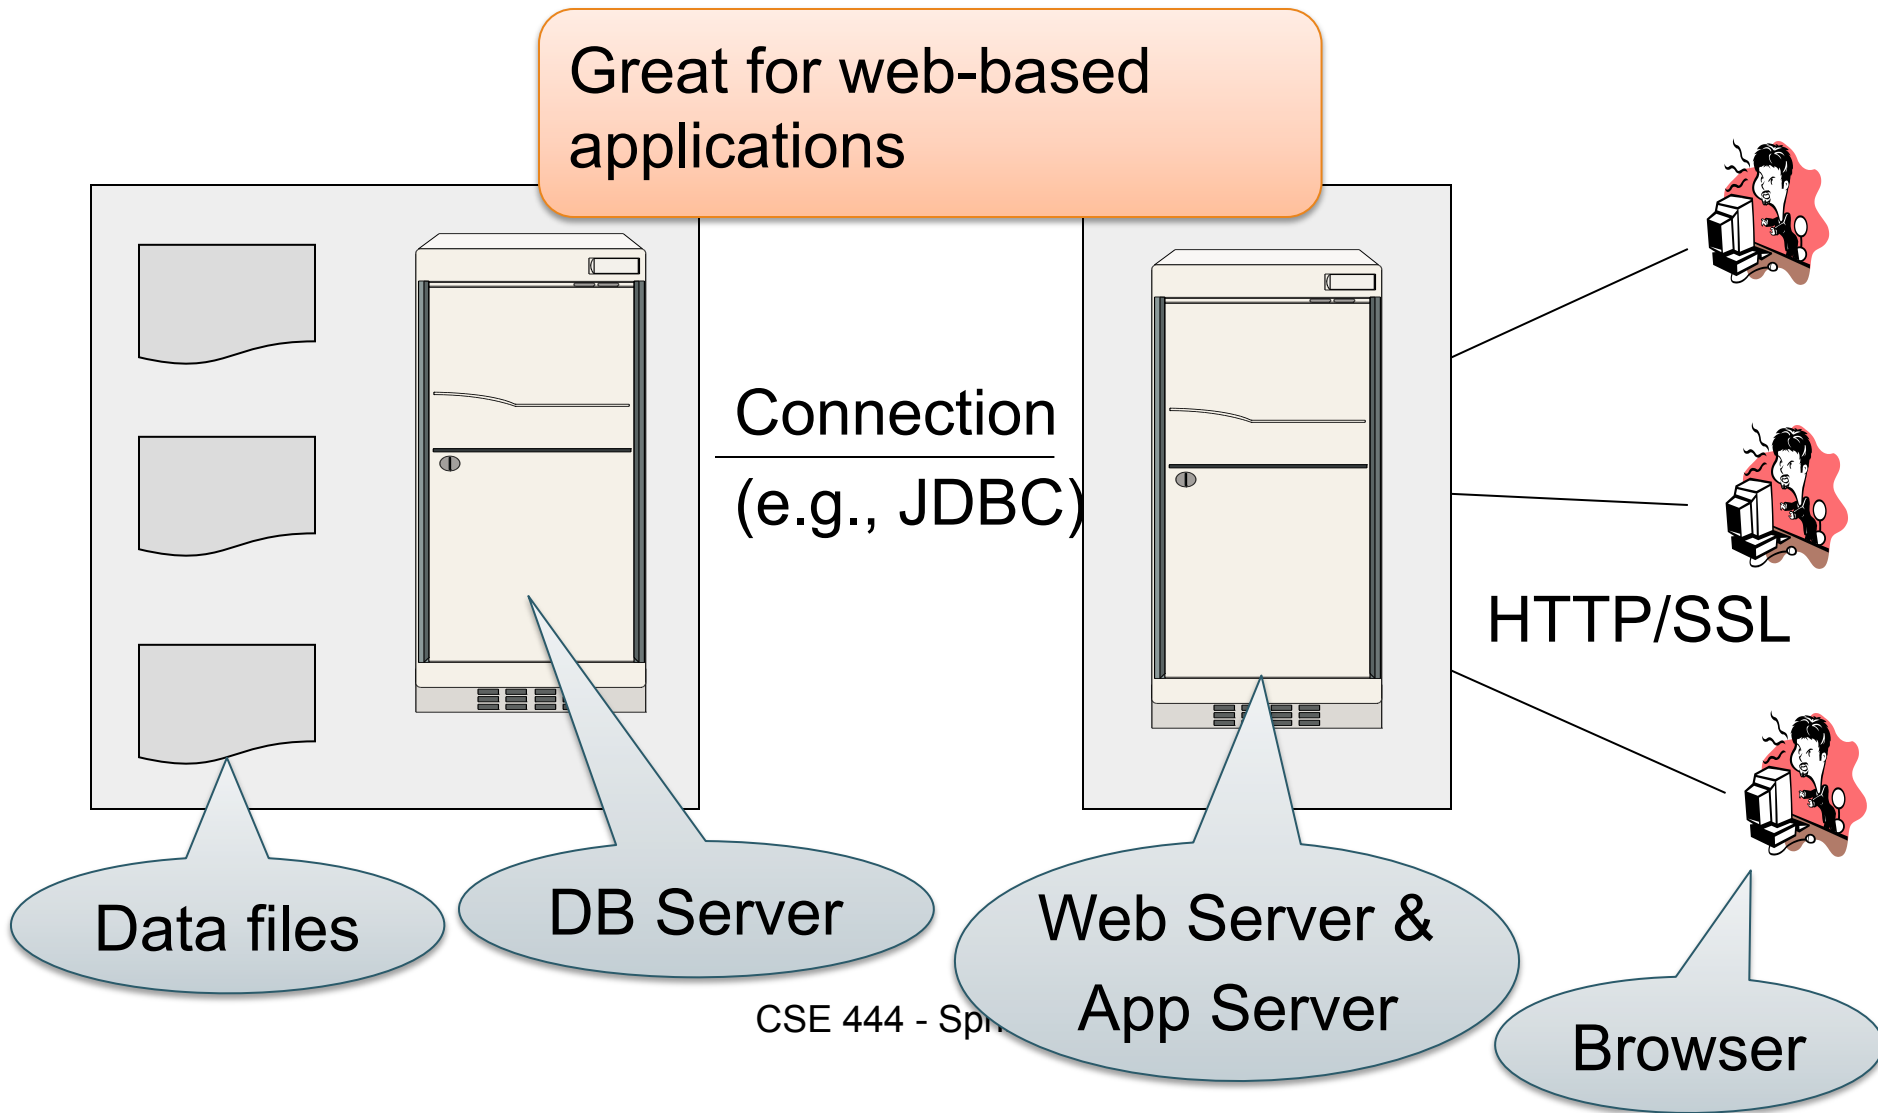 Great for web-based
applications
Connection
(e.g., JDBC)
HTTP/SSL
Data files
DB Server
Web Server &
App Server
Browser
CSE 444 -